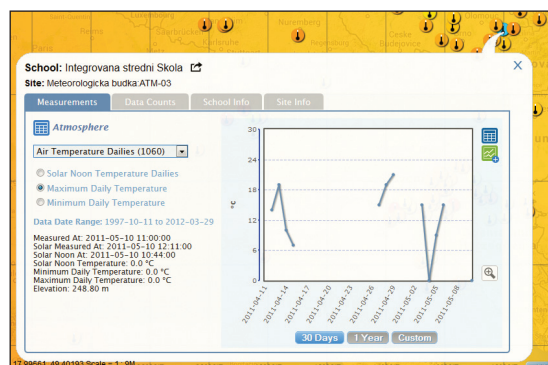 Nuremberg
School: Integrovana stredni Skola
Site: Meteorologicka budka:ATM-03
X
Measurements
Data Counts
School Info
Site Info
Atmosphere
Air Temperature Dailies (1060)
Solar Noon Temperature Dailies
Maximum Daily Temperature
Minimum Daily Temperature
Data Date Range: 1997-10-11 to 2012-03-29
Measured At: 2011-05-10 11:00:00
Solar Measured At: 2011-05-10 12:11:00
Solar Noon At: 2011-05-10 10:44:00
Solar Noon Temperature: 0.0 °C
Minimum Daily Temperature: 0.0 °C
Maximum Daily Temperature: 0.0 °C
Elevation: 248.80 m
°C
30
24
18
12
6
0
2011-04-11
2011-04-14
2011-04-17
2011-04-20
2011-04-23
2011-04-26
2011-04-29
2011-05-02
2011-05-05
2011-05-08
30 Days
1 Year
Custom
17.99561, 49.40193 Scale = 1 : 9M